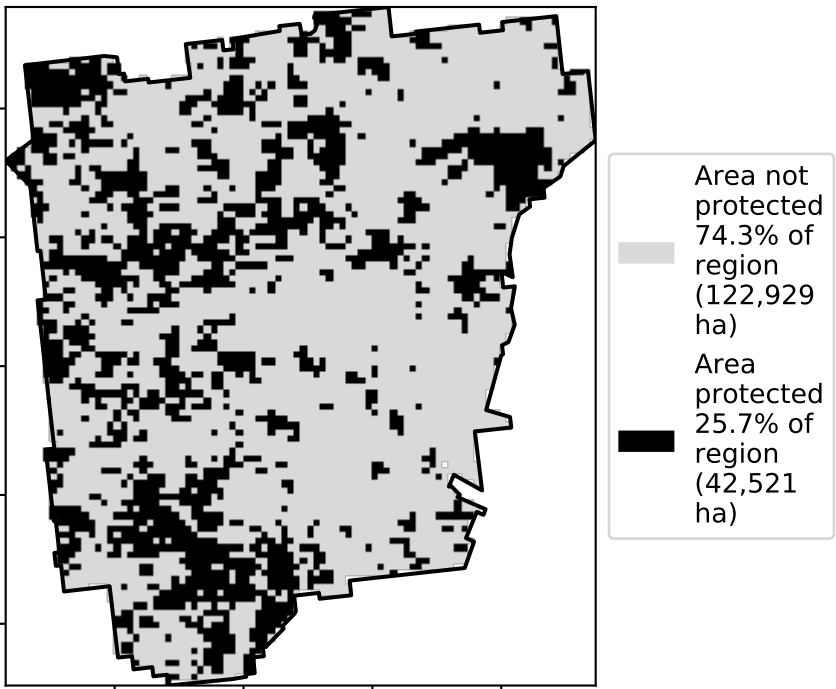 Area not
protected
74.3% of
region
(122,929
ha)
Area
protected
25.7% of
region
(42,521
ha)